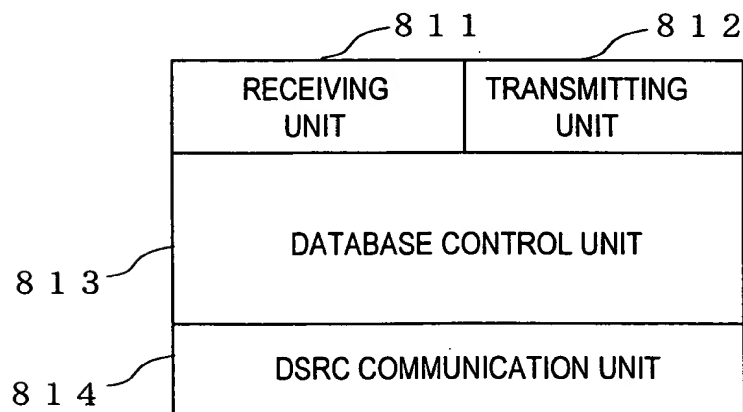 811
812
RECEIVING
UNIT
TRANSMITTING
UNIT
DATABASE CONTROL UNIT
813
DSRC COMMUNICATION UNIT
814